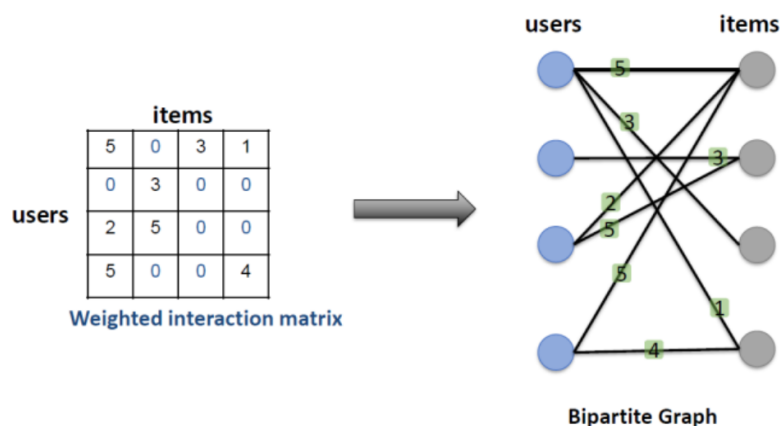 users items
5
3
3
2
5
5
1
4
Bipartite Graph
items
users
5 0 3 1
0 3 0 0
2 5 0 0
5 0 0 4
Weighted interaction matrix